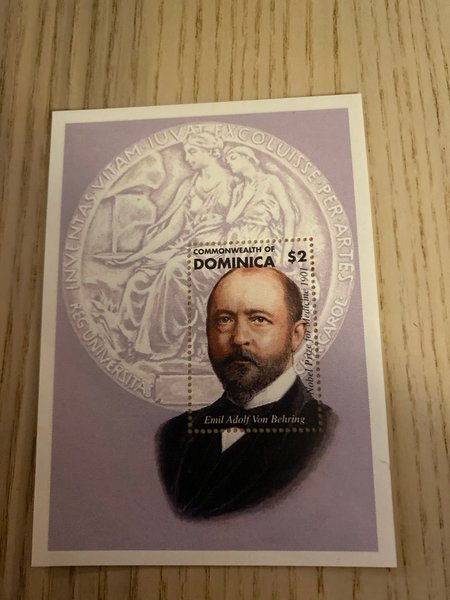 INVENTAS VITAM IUVAT EXCOLUISSE PER ARTES
REG UNIVERSITAS
CAROL
COMMONWEALTH OF
DOMINICA $2
Nobel Prize for Medicine 1901
Emil Adolf Von Behring